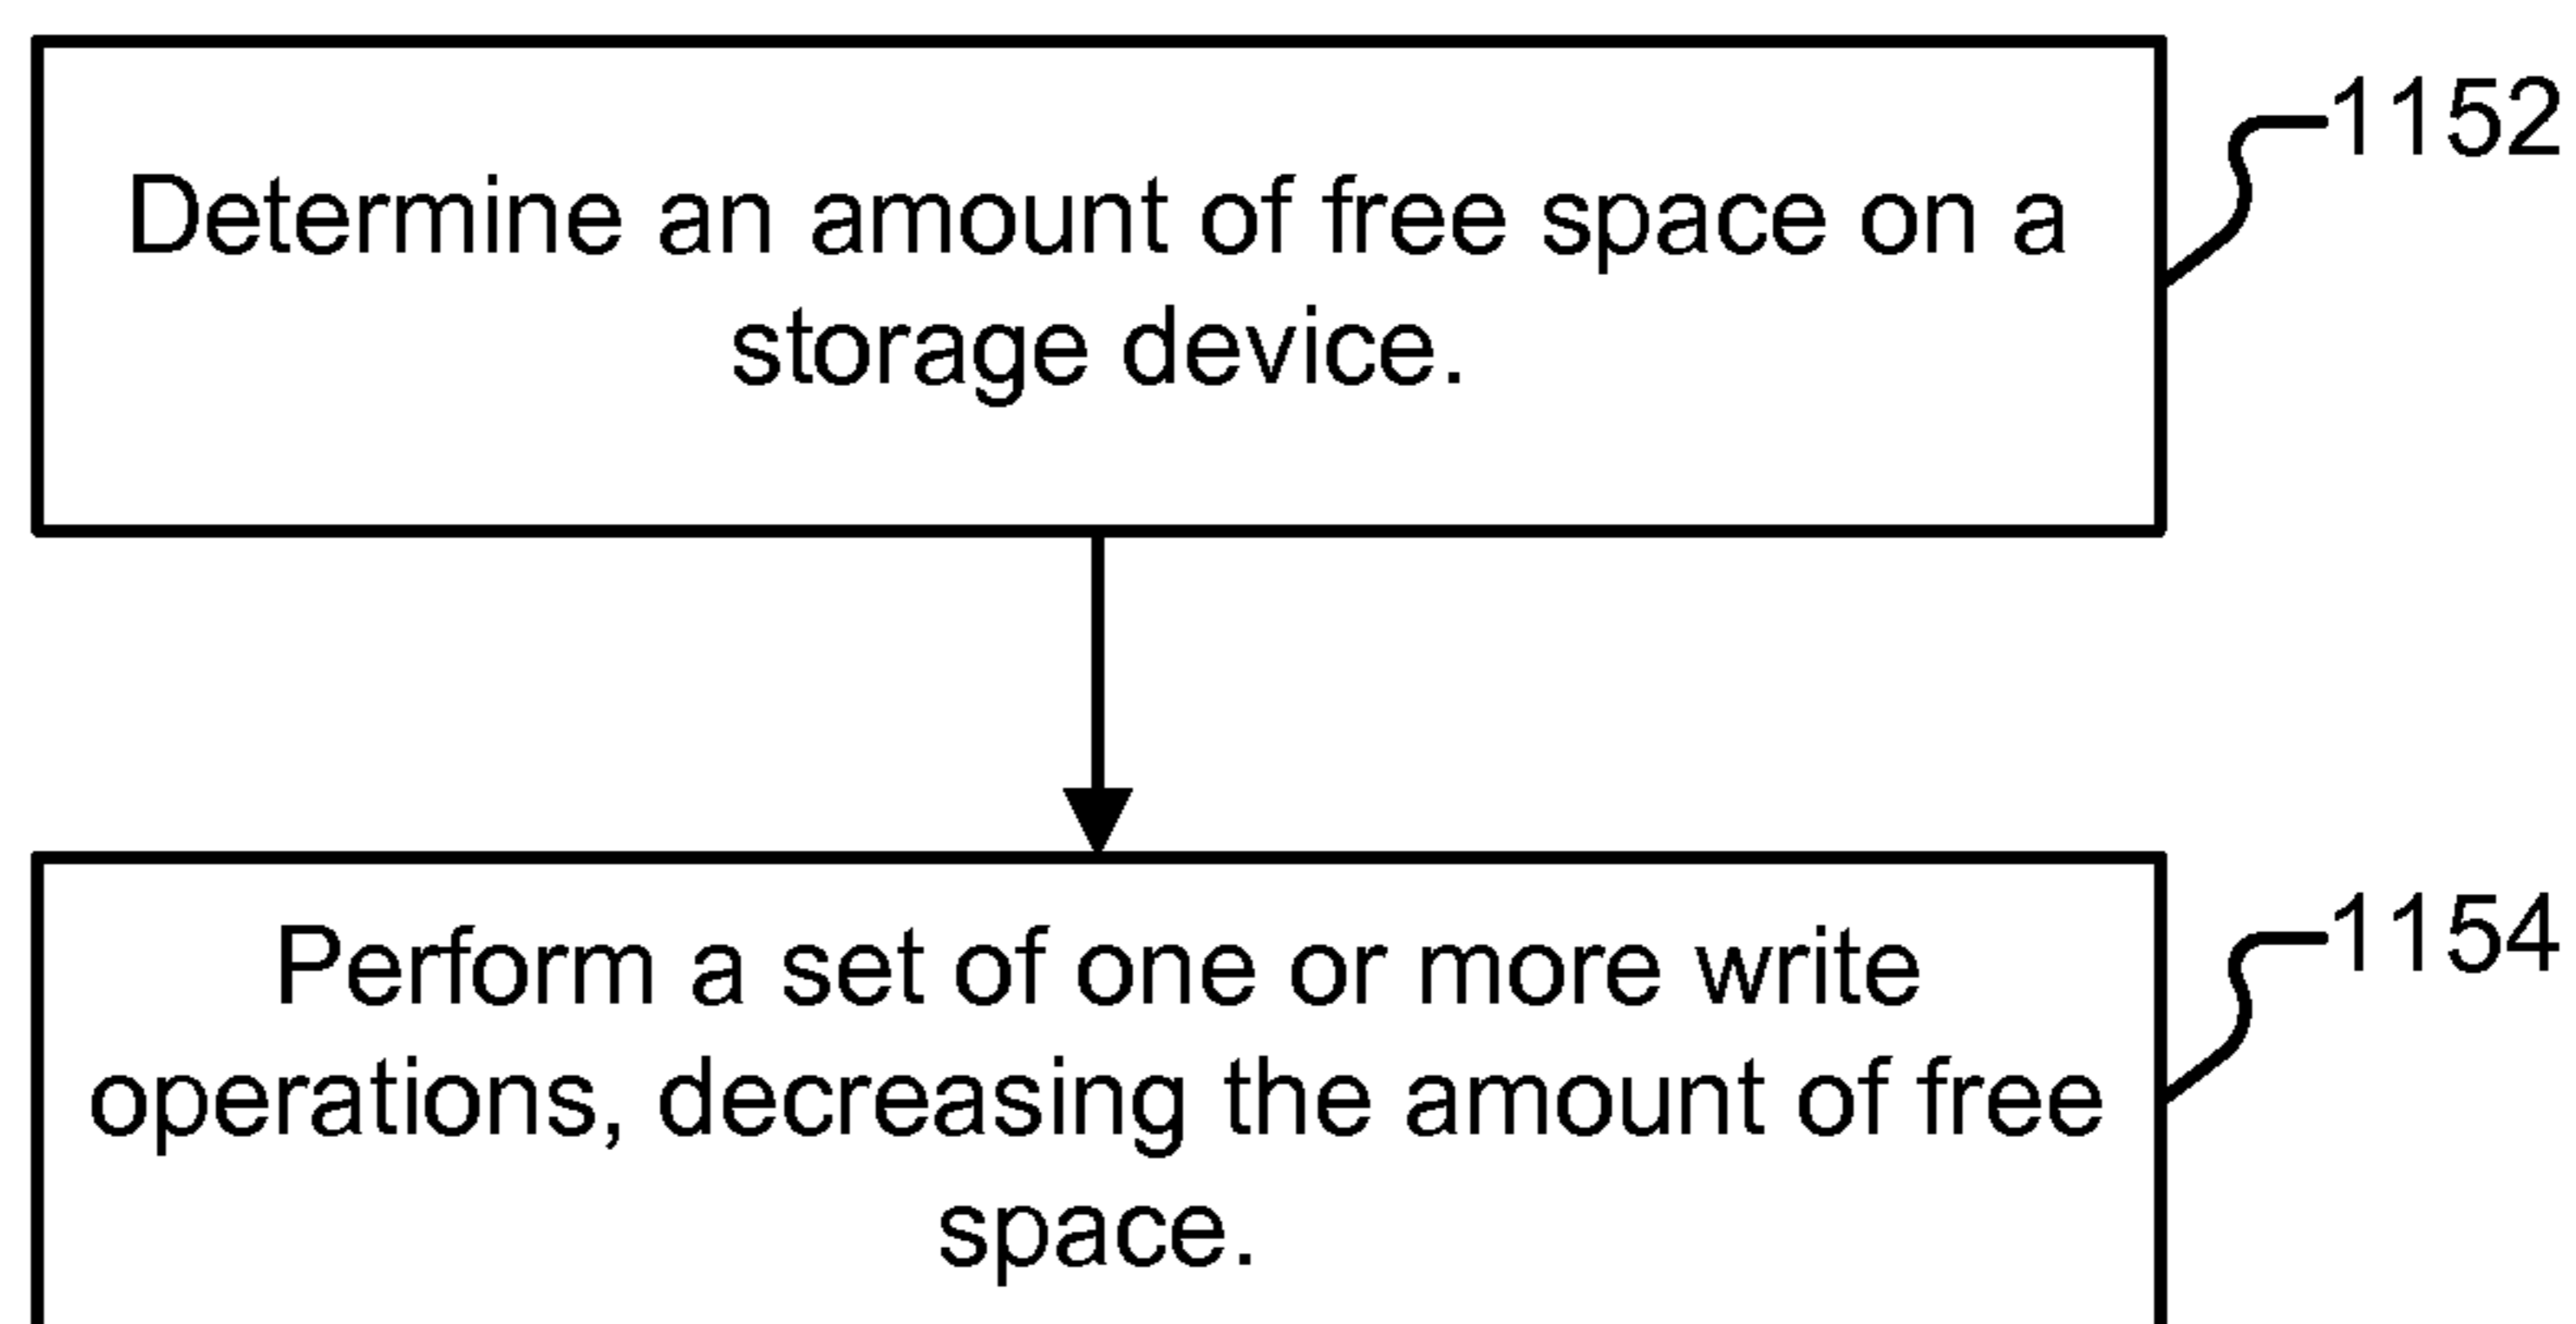 1152
Determine an amount of free space on a
storage device.
1154
Perform a set of one or more write
operations, decreasing the amount of free
space.